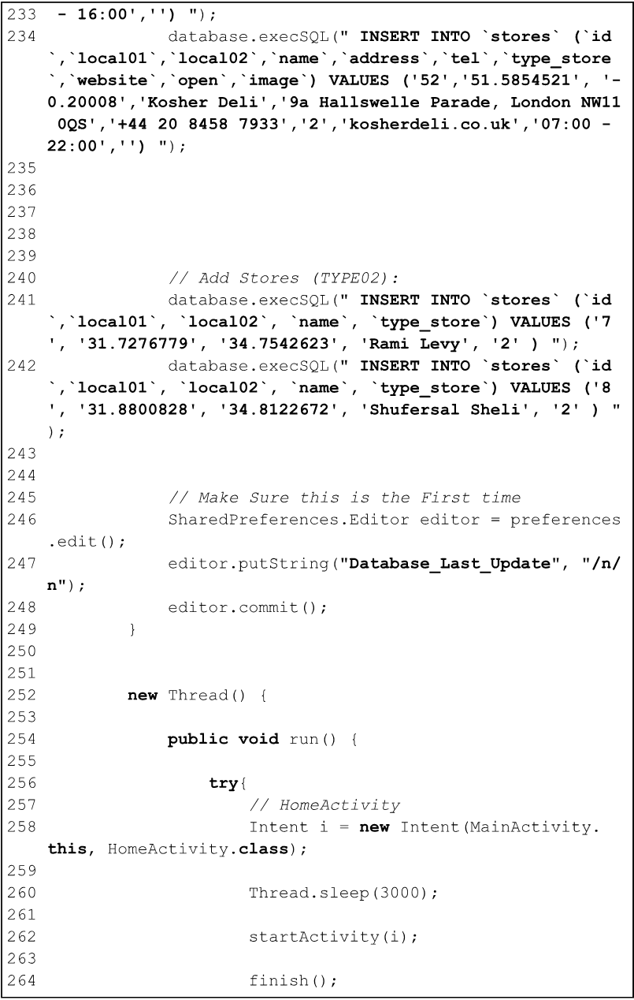 233  - 16:00','') ");
234             database.execSQL(" INSERT INTO `stores` (`id
`,`local01`,`local02`,`name`,`address`,`tel`,`type_store
`,`website`,`open`,`image`) VALUES ('52','51.5854521', '-
0.20008','Kosher Deli','9a Hallswelle Parade, London NW11
 0QS','+44 20 8458 7933','2','kosherdeli.co.uk','07:00 -
22:00','') ");
235
236
237
238
239
240             // Add Stores (TYPE02):
241             database.execSQL(" INSERT INTO `stores` (`id
`,`local01`, `local02`, `name`, `type_store`) VALUES ('7
', '31.7276779', '34.7542623', 'Rami Levy', '2' ) ");
242             database.execSQL(" INSERT INTO `stores` (`id
`,`local01`, `local02`, `name`, `type_store`) VALUES ('8
', '31.8800828', '34.8122672', 'Shufersal Sheli', '2' ) "
);
243
244
245             // Make Sure this is the First time
246             SharedPreferences.Editor editor = preferences
.edit();
247             editor.putString("Database_Last_Update", "/n/
n");
248             editor.commit();
249         }
250
251
252         new Thread() {
253
254             public void run() {
255
256                 try{
257                     // HomeActivity
258                     Intent i = new Intent(MainActivity.
this, HomeActivity.class);
259
260                     Thread.sleep(3000);
261
262                     startActivity(i);
263
264                     finish();